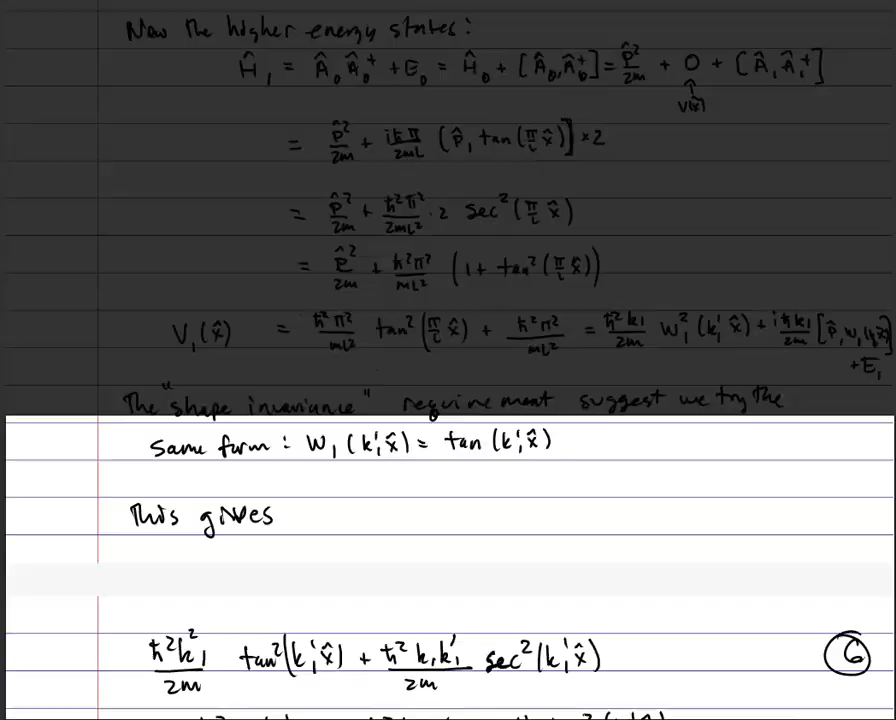 Now the higher energy states:
Ĥ₁ = Â₀Â₀⁺ + E₀ = Ĥ₀ + [Â₀, Â₀⁺] = p̂²/2m + 0 + [Â₁Â₁⁺]
V(x̂)
= p̂²/2m + iħπ/2mL (p̂, tan(π/L x̂)] × 2
= p̂²/2m + ħ²π²/2mL² · 2 sec²(π/L x̂)
= p̂²/2m + ħ²π²/mL² (1 + tan²(π/L x̂))
V₁(x̂) = ħ²π²/mL² tan²(π/L x̂) + ħ²π²/mL² = ħ²k₁/2m W₁²(k₁'x̂) + iħk₁/2m [p̂, W₁(k₁'x̂)]
+ E₁
The "shape invariance" requirement suggest we try the
same form: W₁(k₁'x̂) = tan(k₁'x̂)
This gives
ħ²k₁²/2m tan²(k₁'x̂) + ħ²k₁k₁'/2m sec²(k₁'x̂) 6